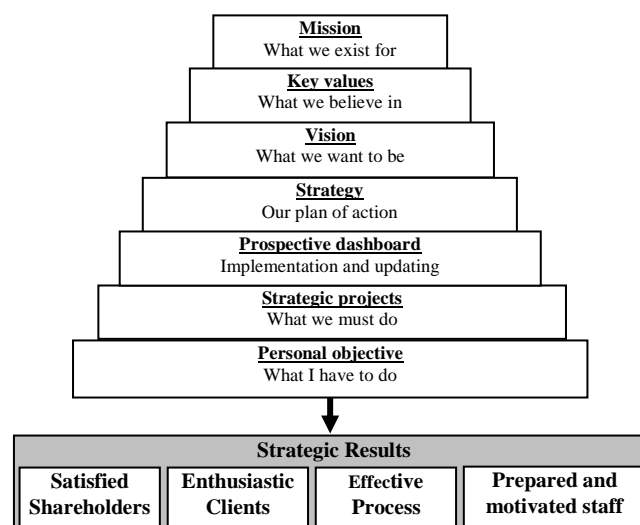 Mission
What we exist for
Key values
What we believe in
Vision
What we want to be
Strategy
Our plan of action
Prospective dashboard
Implementation and updating
Strategic projects
What we must do
Personal objective
What I have to do
Strategic Results
Satisfied
Shareholders
Enthusiastic
Clients
Effective
Process
Prepared and
motivated staff